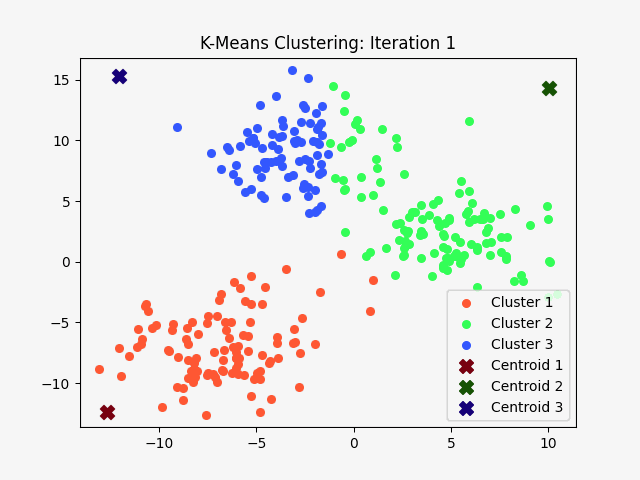 K-Means Clustering: Iteration 1
15
10
5
0
−5
−10
−10
−5
0
5
10
Cluster 1
Cluster 2
Cluster 3
Centroid 1
Centroid 2
Centroid 3